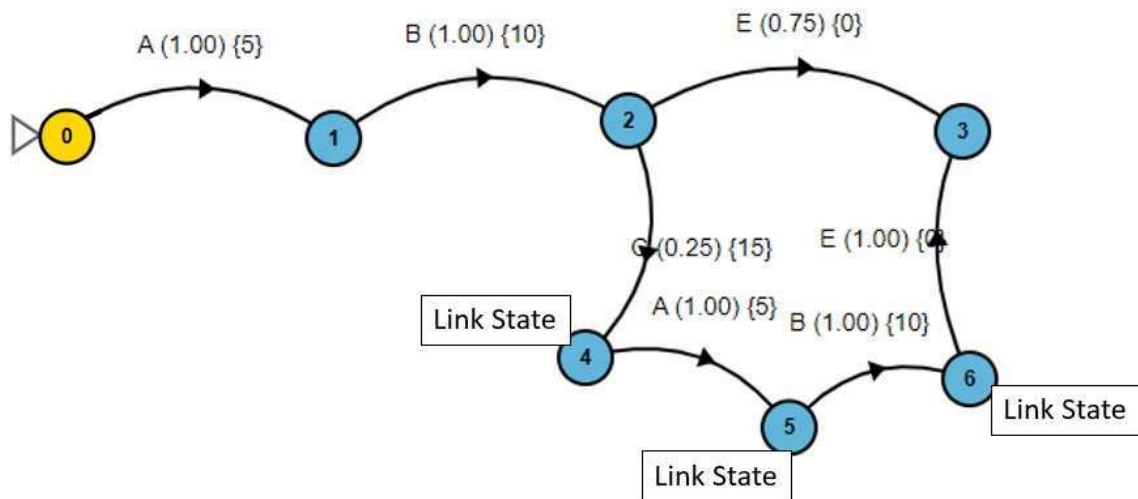 A (1.00) {5}
B (1.00) {10}
E (0.75) {0}
0
1
2
3
C (0.25) {15}
E (1.00) {0}
A (1.00) {5}
B (1.00) {10}
Link State
4
5
6
Link State
Link State